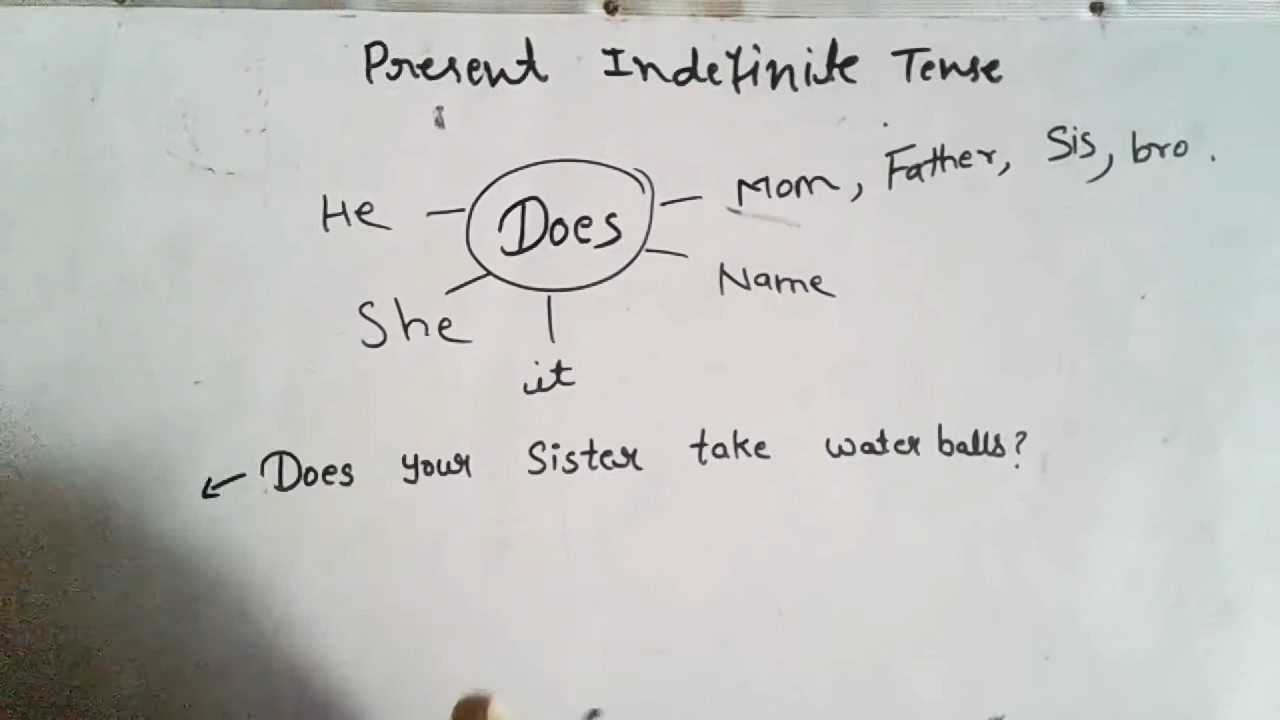 Present Indefinite Tense
He Does Mom, Father, Sis, bro.
She Name
it
Does your Sister take water balls?